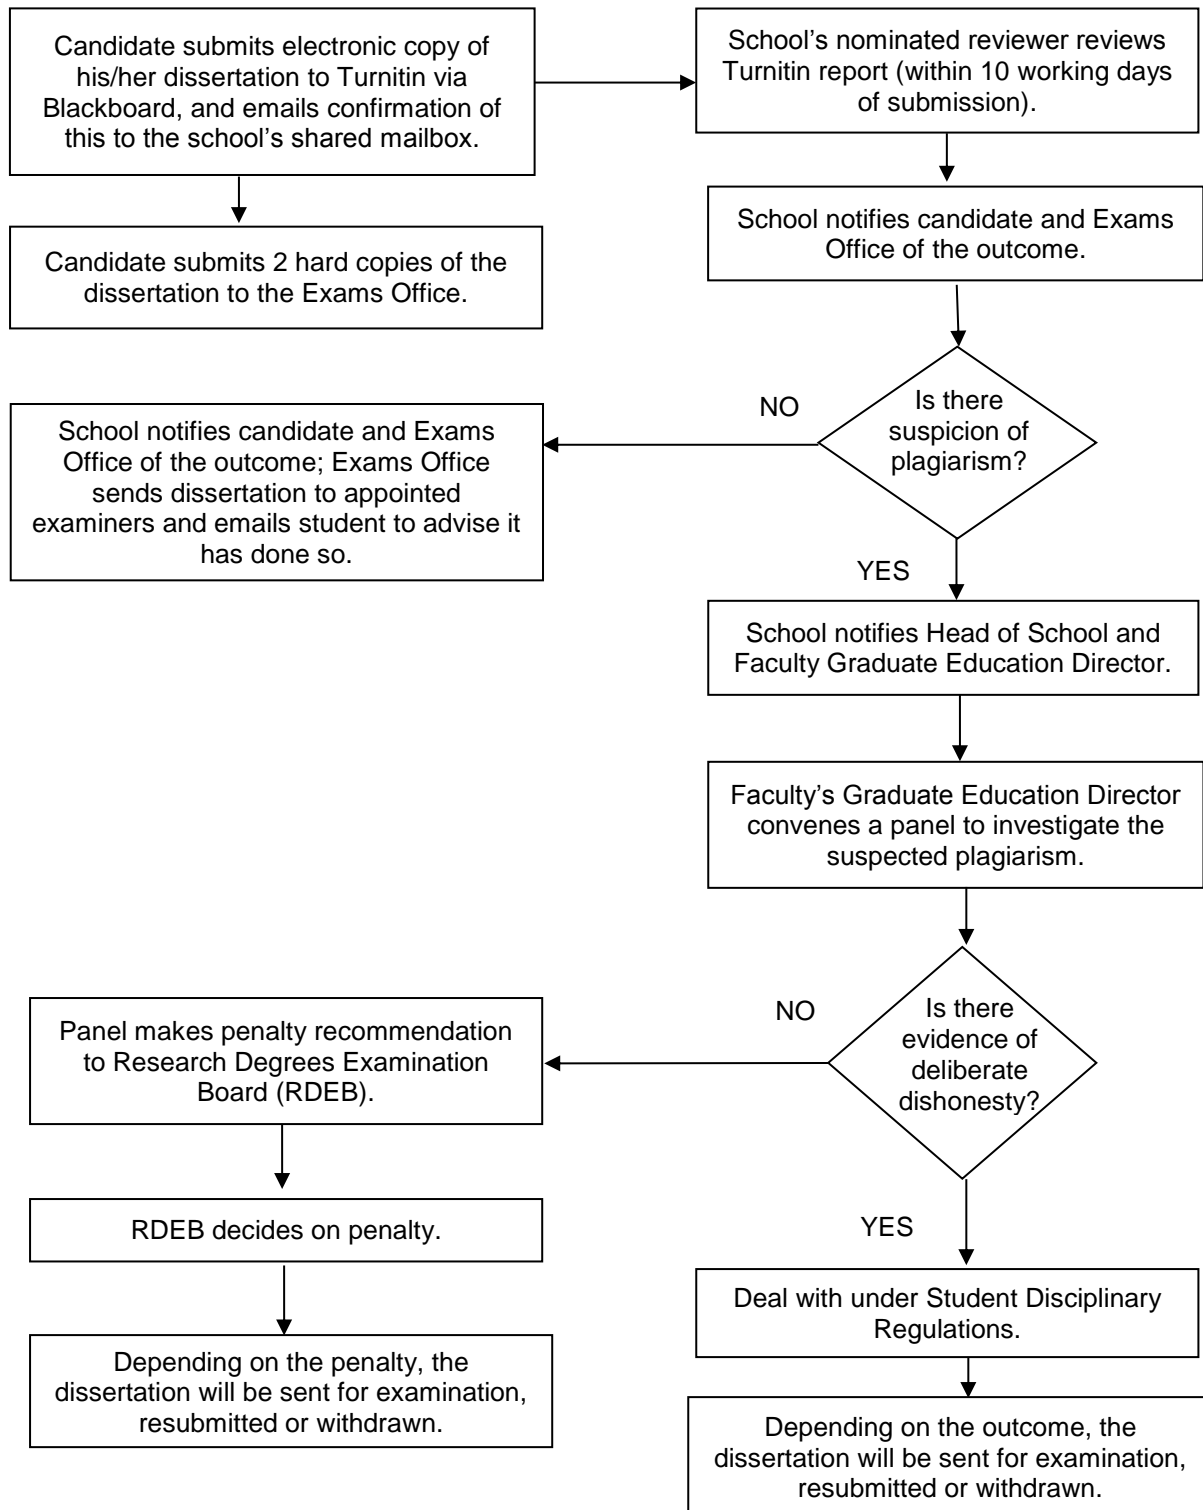 Candidate submits electronic copy of
his/her dissertation to Turnitin via
Blackboard, and emails confirmation of
this to the school’s shared mailbox.
School’s nominated reviewer reviews
Turnitin report (within 10 working days
of submission).
Candidate submits 2 hard copies of the
dissertation to the Exams Office.
School notifies candidate and Exams
Office of the outcome.
Is there
suspicion of
plagiarism?
NO
School notifies candidate and Exams
Office of the outcome; Exams Office
sends dissertation to appointed
examiners and emails student to advise it
has done so.
YES
School notifies Head of School and
Faculty Graduate Education Director.
Faculty’s Graduate Education Director
convenes a panel to investigate the
suspected plagiarism.
Is there
evidence of
deliberate
dishonesty?
NO
Panel makes penalty recommendation
to Research Degrees Examination
Board (RDEB).
RDEB decides on penalty.
Depending on the penalty, the
dissertation will be sent for examination,
resubmitted or withdrawn.
YES
Deal with under Student Disciplinary
Regulations.
Depending on the outcome, the
dissertation will be sent for examination,
resubmitted or withdrawn.